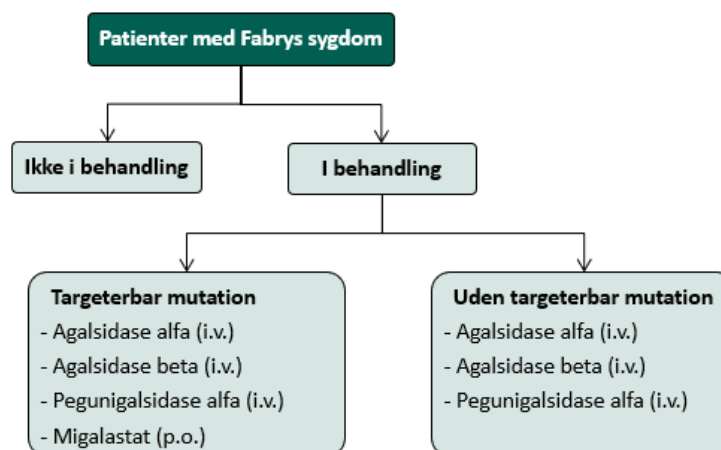 Patienter med Fabrys sygdom
Ikke i behandling
I behandling
Targeterbar mutation
- Agalsidase alfa (i.v.)
- Agalsidase beta (i.v.)
- Pegunigalsidase alfa (i.v.)
- Migalastat (p.o.)
Uden targeterbar mutation
- Agalsidase alfa (i.v.)
- Agalsidase beta (i.v.)
- Pegunigalsidase alfa (i.v.)